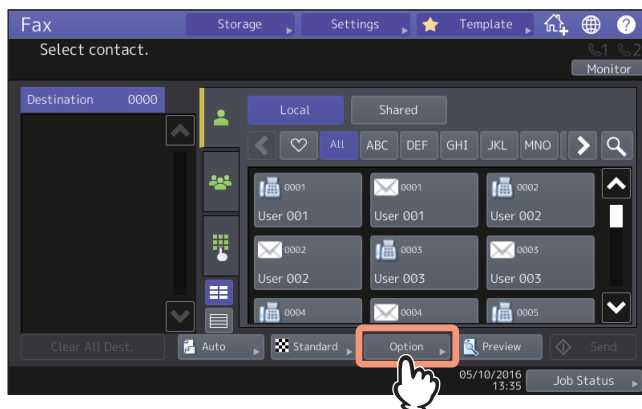 Fax
Storage
Settings
Template
?
Select contact.
1
2
Monitor
Destination 0000
Local
Shared
All
ABC
DEF
GHI
JKL
MNO
0001
User 001
0001
User 001
0002
User 002
0002
User 002
0003
User 003
0003
User 003
0004
0004
0005
Clear All Dest.
Auto
Standard
Option
Preview
Send
05/10/2016
13:35
Job Status